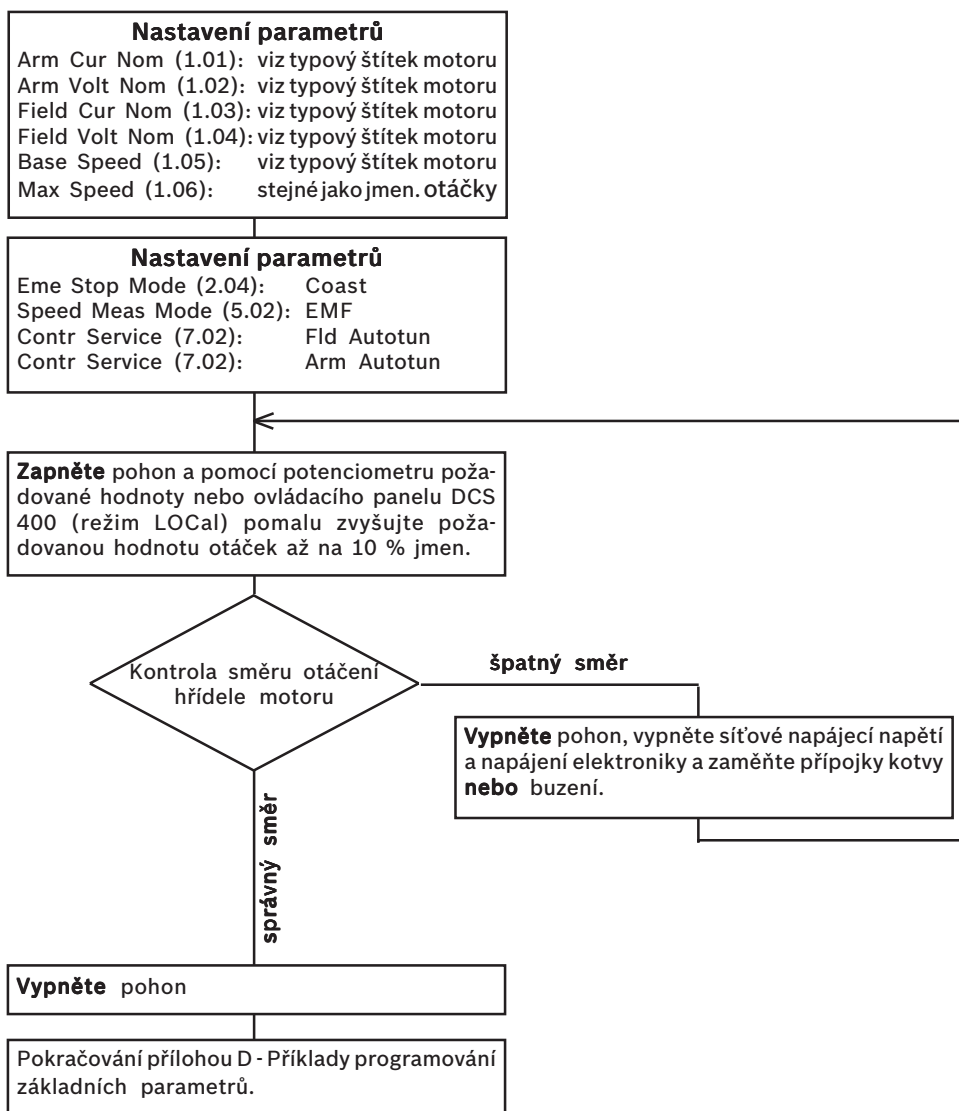 Nastavení parametrů
Arm Cur Nom (1.01): viz typový štítek motoru
Arm Volt Nom (1.02): viz typový štítek motoru
Field Cur Nom (1.03): viz typový štítek motoru
Field Volt Nom (1.04): viz typový štítek motoru
Base Speed (1.05): viz typový štítek motoru
Max Speed (1.06): stejné jako jmen. otáčky
Nastavení parametrů
Eme Stop Mode (2.04): Coast
Speed Meas Mode (5.02): EMF
Contr Service (7.02): Fld Autotun
Contr Service (7.02): Arm Autotun
Zapněte pohon a pomocí potenciometru poža-
dované hodnoty nebo ovládacího panelu DCS
400 (režim LOCal) pomalu zvyšujte poža-
dovanou hodnotu otáček až na 10 % jmen.
Kontrola směru otáčení
hřídele motoru
špatný směr
Vypněte pohon, vypněte síťové napájecí napětí
a napájení elektroniky a zaměňte přípojky kotvy
nebo buzení.
správný směr
Vypněte pohon
Pokračování přílohou D - Příklady programování
základních parametrů.